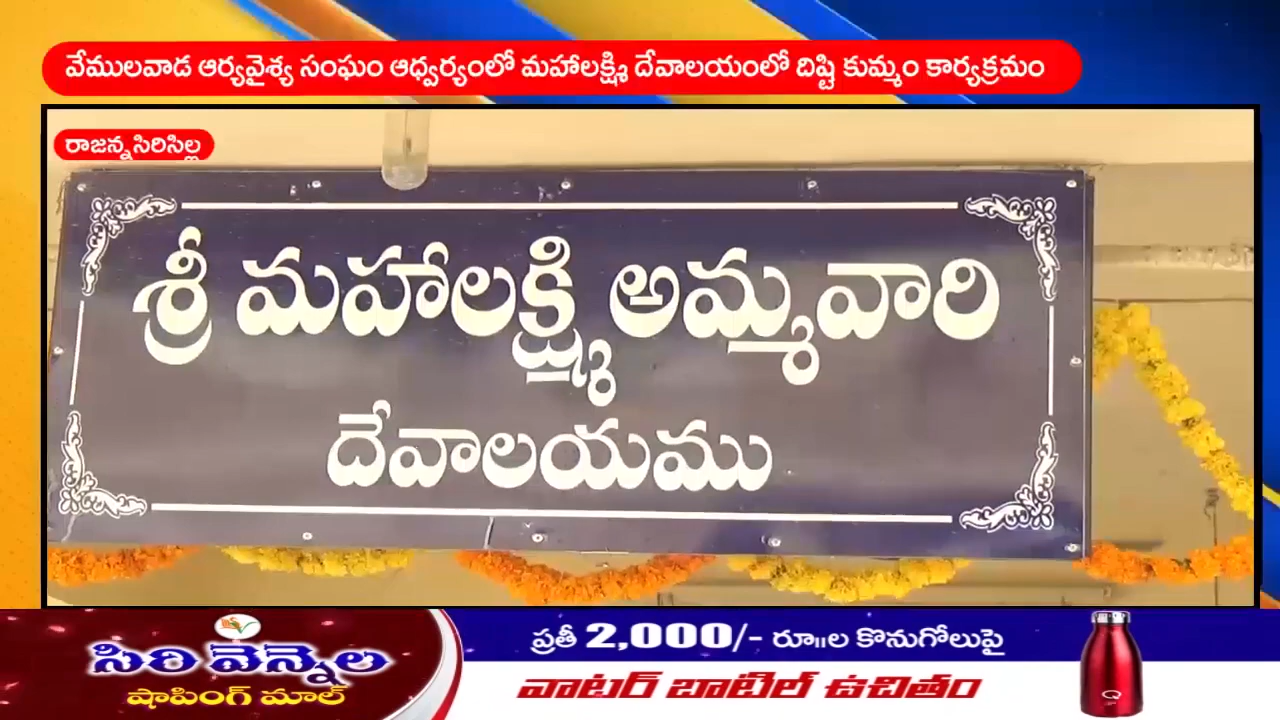 వేములవాడ ఆర్యవైశ్య సంఘం ఆధ్వర్యంలో మహాలక్ష్మి దేవాలయంలో దిష్టి కుమ్మం కార్యక్రమం
రాజన్నసిరిసిల్ల
శ్రీ మహాలక్ష్మి అమ్మవారి
దేవాలయము
సిరి వెన్నెల
షాపింగ్ మాల్
ప్రతీ 2,000/- రూ॥ల కొనుగోలుపై
వాటర్ బాటిల్ ఉచితం